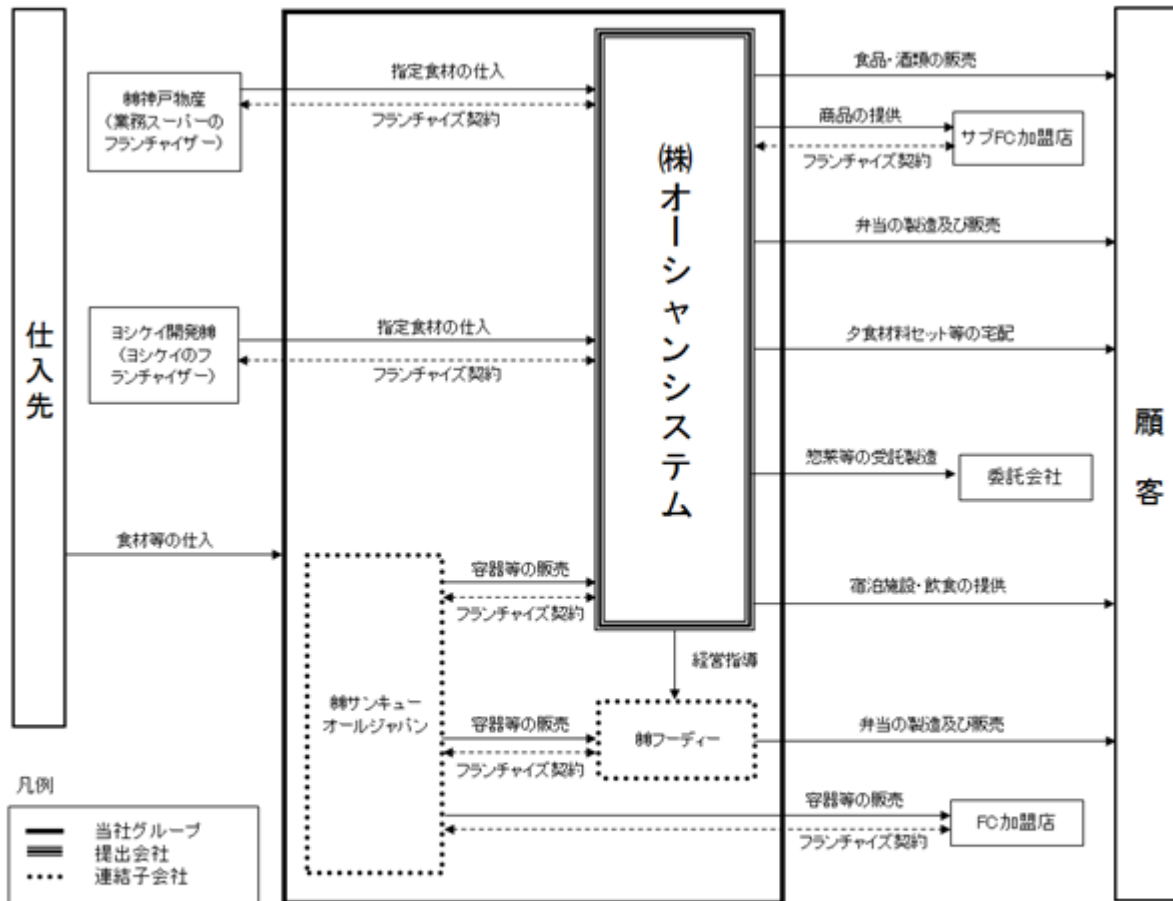 仕入先
㈱神戸物産
(業務スーパーの
フランチャイザー)
指定食材の仕入
フランチャイズ契約
ヨシケイ開発㈱
(ヨシケイのフ
ランチャイザー)
指定食材の仕入
フランチャイズ契約
食材等の仕入
㈱オーシャンシステム
食品・酒類の販売
商品の提供
フランチャイズ契約
サブFC加盟店
弁当の製造及び販売
夕食材料セット等の宅配
惣菜等の受託製造
委託会社
宿泊施設・飲食の提供
容器等の販売
フランチャイズ契約
経営指導
㈱サンキュー
オールジャパン
容器等の販売
フランチャイズ契約
㈱フーディー
弁当の製造及び販売
容器等の販売
フランチャイズ契約
FC加盟店
顧客
凡例
当社グループ
提出会社
連結子会社